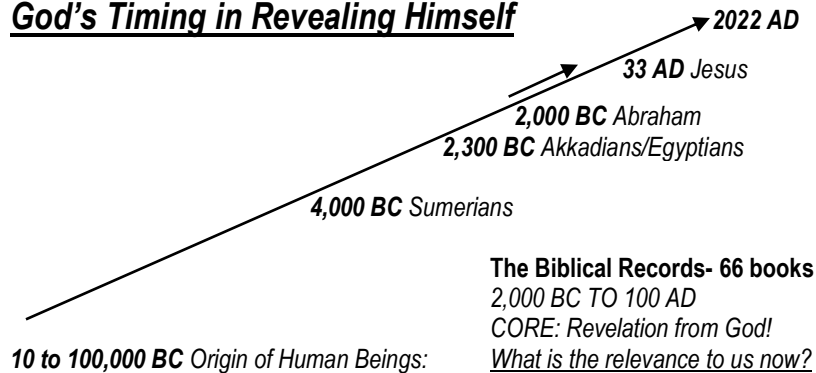 God's Timing in Revealing Himself
2022 AD
33 AD Jesus
2,000 BC Abraham
2,300 BC Akkadians/Egyptians
4,000 BC Sumerians
The Biblical Records- 66 books
2,000 BC TO 100 AD
CORE: Revelation from God!
10 to 100,000 BC Origin of Human Beings:
What is the relevance to us now?